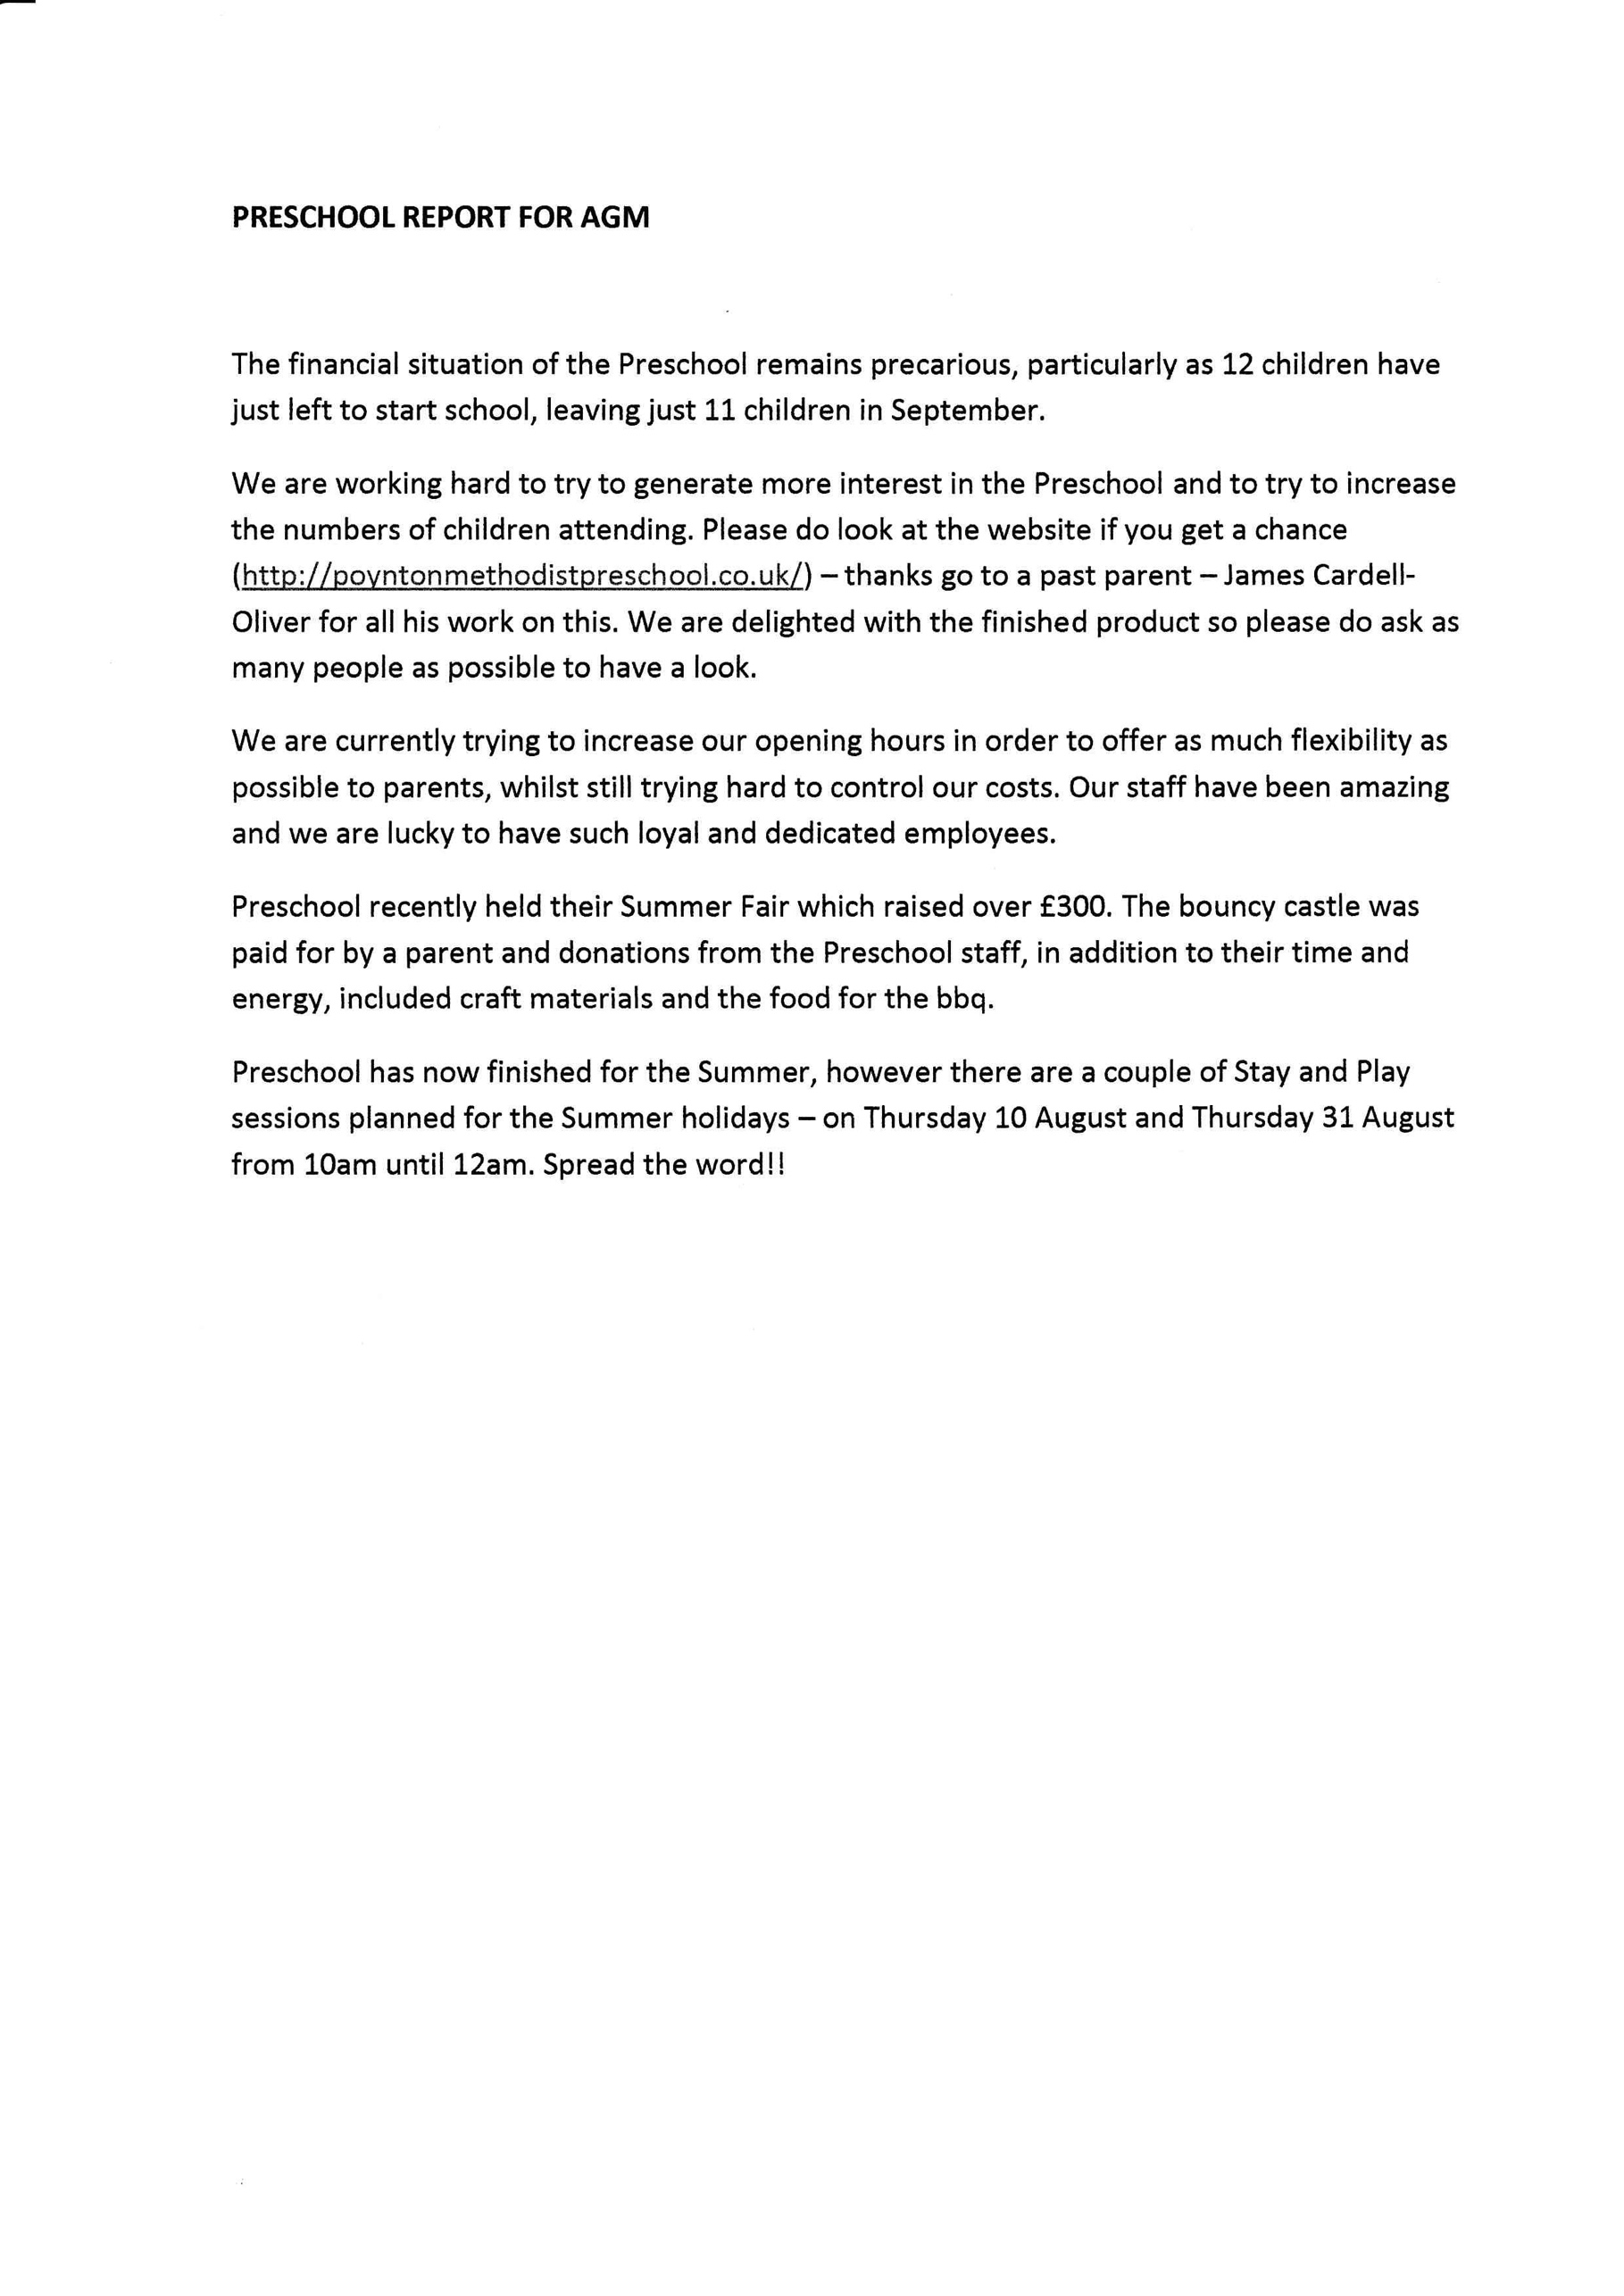 PRESCHOOL REPORT FOR AGM
The financial situation of the Preschool remains precarious, particularly as 12 children have
just left to start school, leaving just 11 children in September.
We are working hard to try to generate more interest in the Preschool and to try to increase
the numbers of children attending. Please do look at the website if you get a chance
(http://poyntonmethodistpreschool.co.uk/) – thanks go to a past parent – James Cardell-
Oliver for all his work on this. We are delighted with the finished product so please do ask as
many people as possible to have a look.
We are currently trying to increase our opening hours in order to offer as much flexibility as
possible to parents, whilst still trying hard to control our costs. Our staff have been amazing
and we are lucky to have such loyal and dedicated employees.
Preschool recently held their Summer Fair which raised over £300. The bouncy castle was
paid for by a parent and donations from the Preschool staff, in addition to their time and
energy, included craft materials and the food for the bbq.
Preschool has now finished for the Summer, however there are a couple of Stay and Play
sessions planned for the Summer holidays – on Thursday 10 August and Thursday 31 August
from 10am until 12am. Spread the word!!